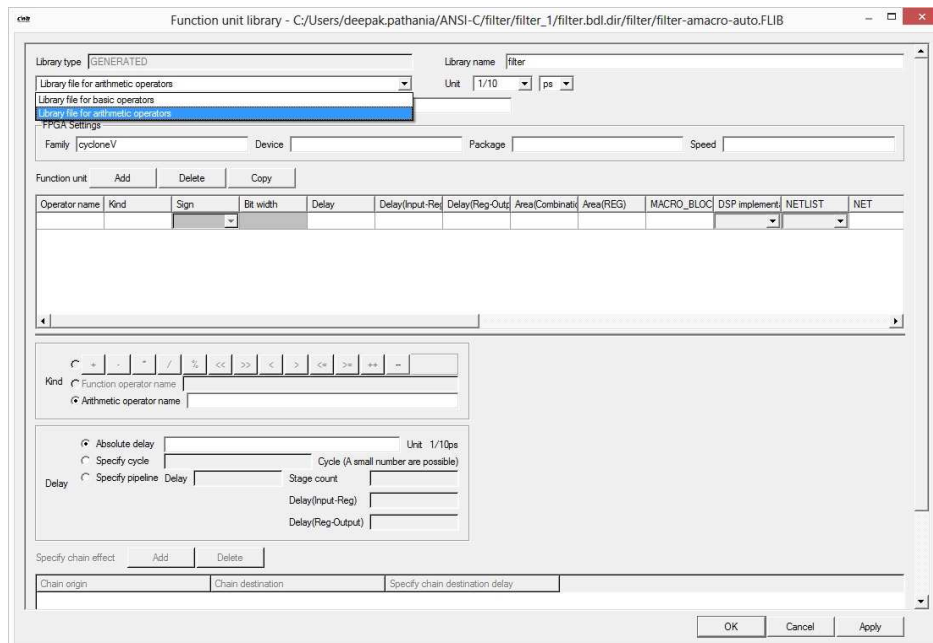 CWB Function unit library - C:/Users/deepak.pathania/ANSI-C/filter/filter_1/filter.bdl.dir/filter/filter-amacro-auto.FLIB
Library type GENERATED Library name filter
Library file for arithmetic operators Unit 1/10 ps
Library file for basic operators
Library file for arithmetic operators
FPGA Settings
Family cycloneV Device Package Speed
Function unit Add Delete Copy
Operator name Kind Sign Bit width Delay Delay(Input-Reg Delay(Reg-Outp Area(Combinatic Area(REG) MACRO_BLOC DSP implement NETLIST NET
+ - * / % << >> < > <= >= ++ --
Kind Function operator name
Arithmetic operator name
Absolute delay Unit 1/10ps
Specify cycle Cycle (A small number are possible)
Delay Specify pipeline Delay Stage count
Delay(Input-Reg)
Delay(Reg-Output)
Specify chain effect Add Delete
Chain origin Chain destination Specify chain destination delay
OK Cancel Apply